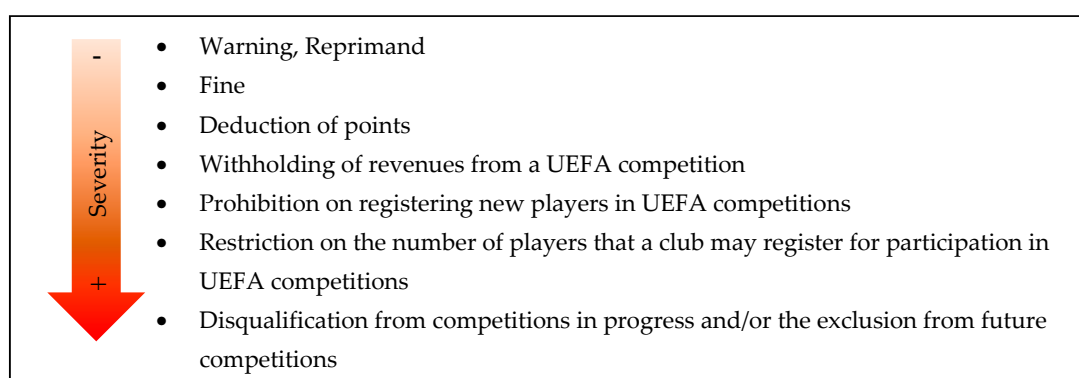 -
Severity
+
• Warning, Reprimand
• Fine
• Deduction of points
• Withholding of revenues from a UEFA competition
• Prohibition on registering new players in UEFA competitions
• Restriction on the number of players that a club may register for participation in
UEFA competitions
• Disqualification from competitions in progress and/or the exclusion from future
competitions